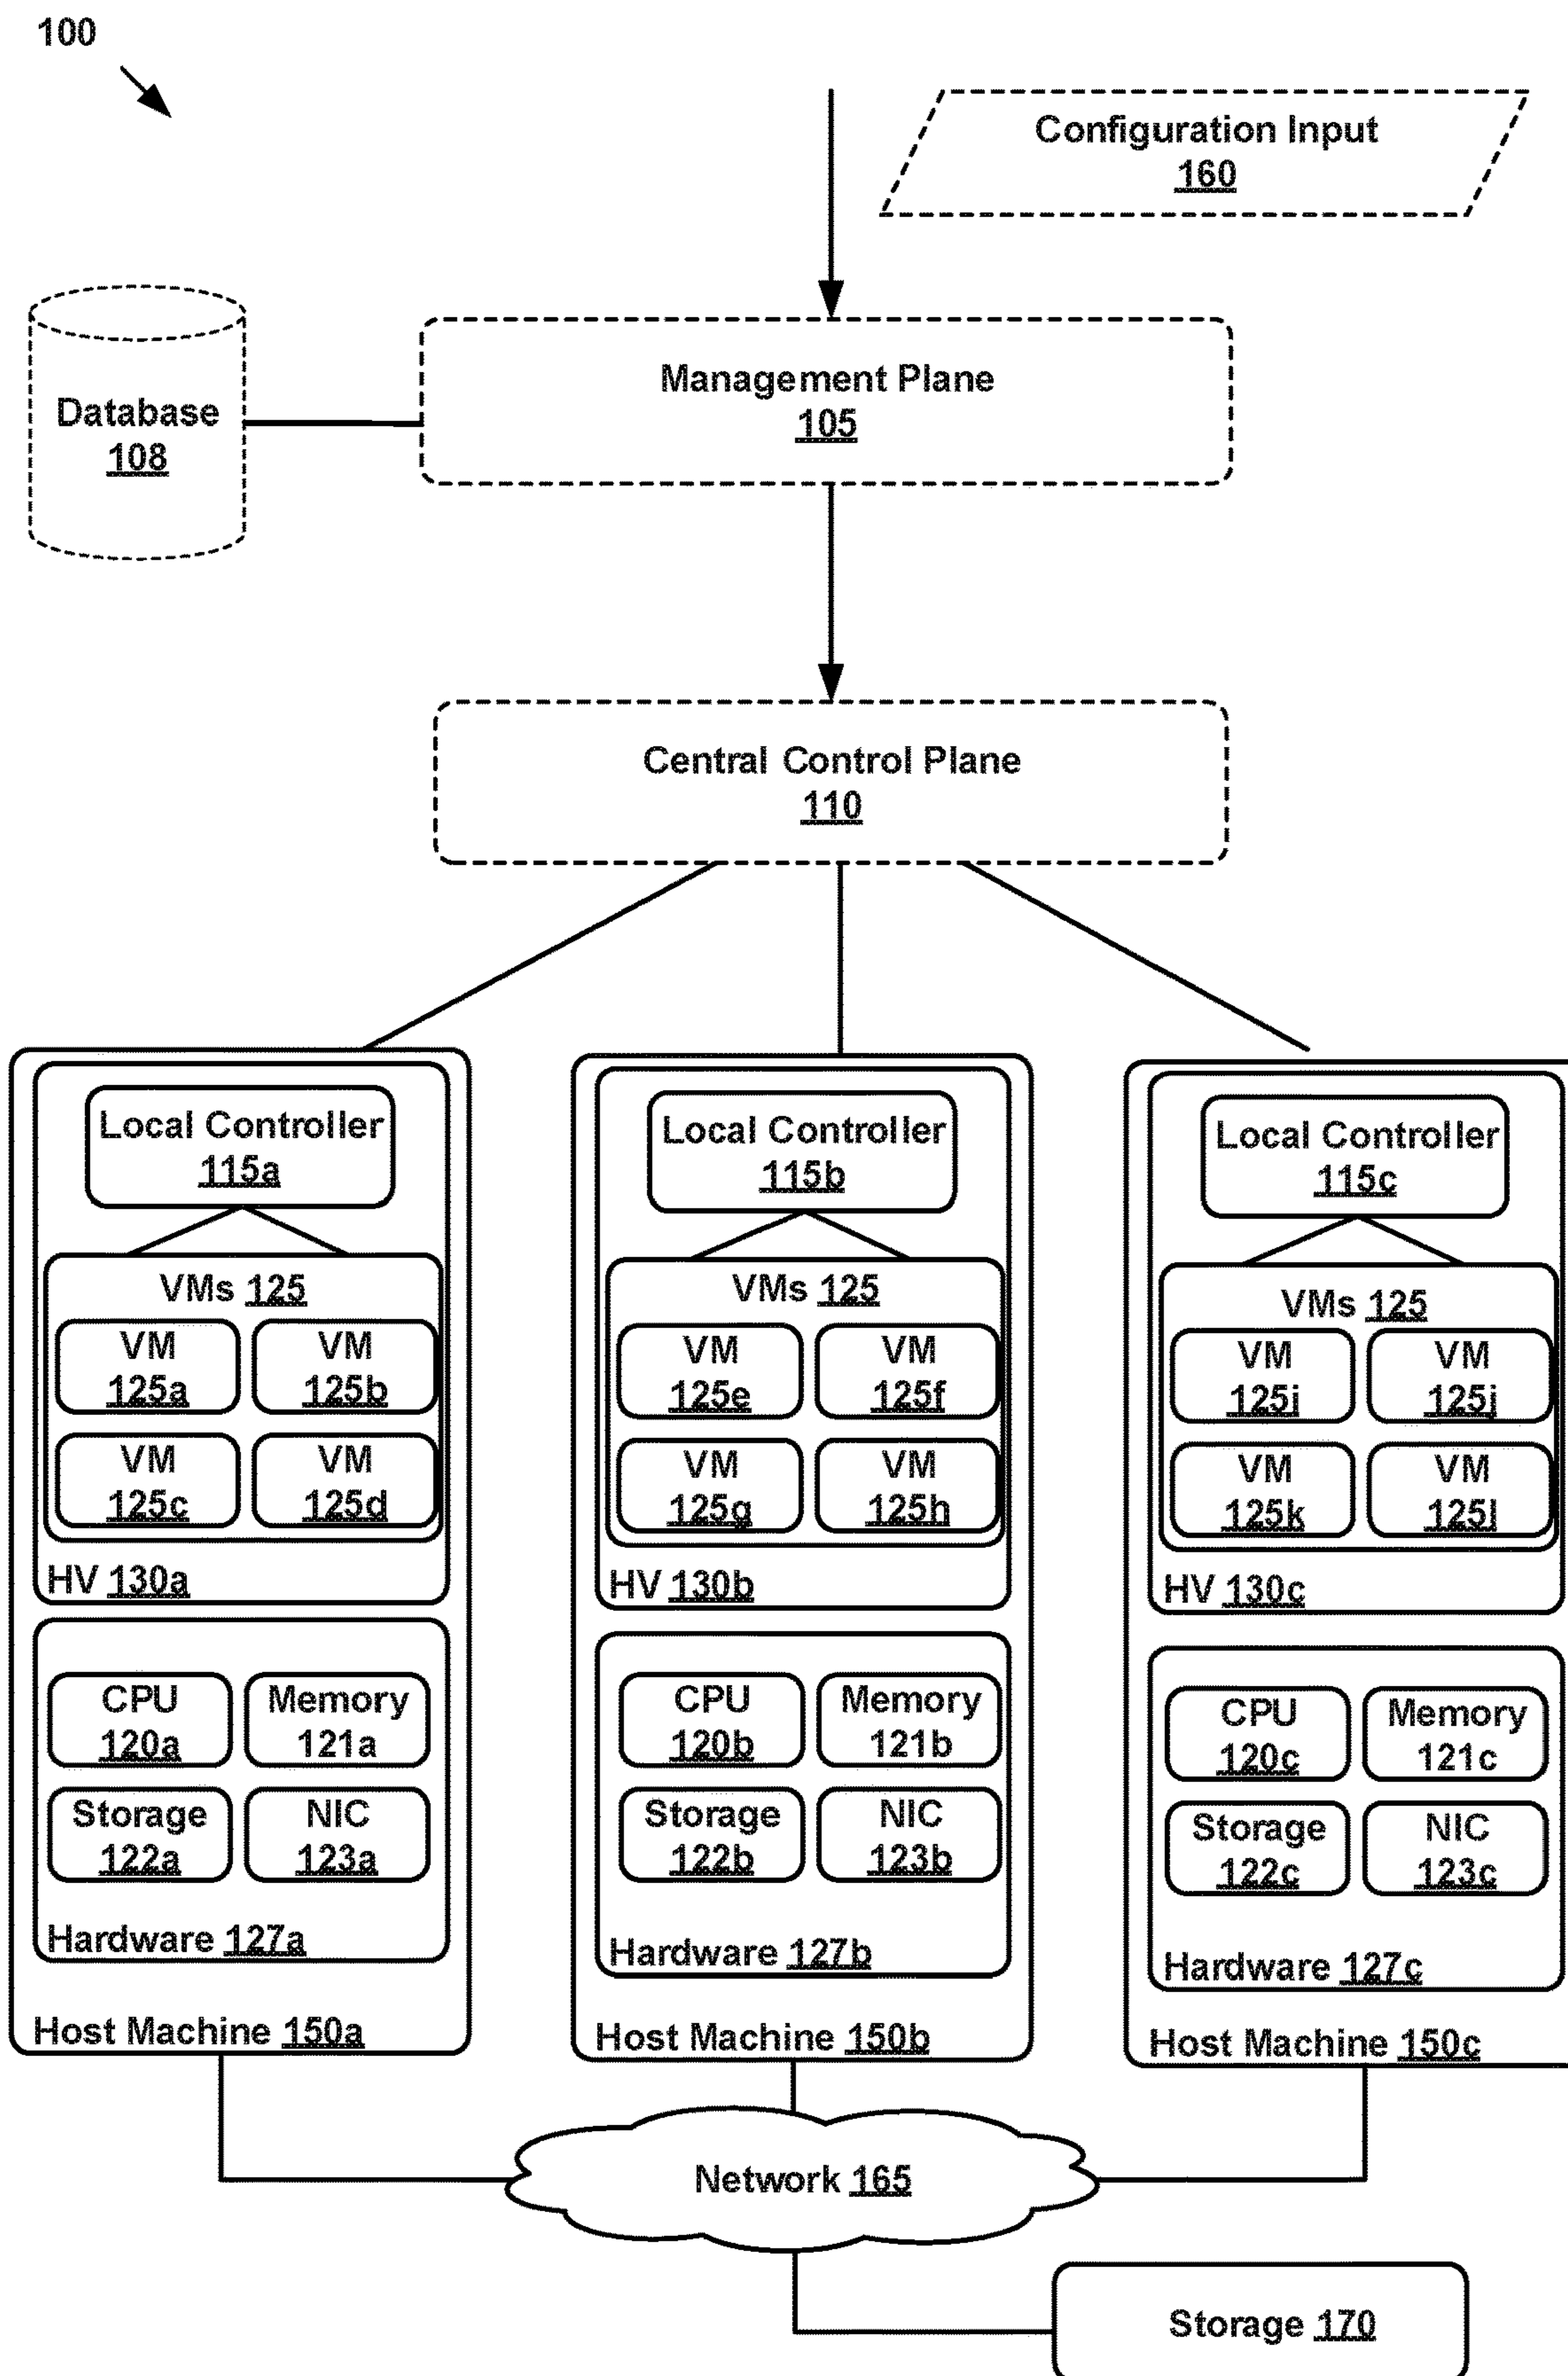 100
Configuration Input
160
Database
108
Management Plane
105
Central Control Plane
110
Local Controller
115a
VMs 125
VM
125a
VM
125b
VM
125c
VM
125d
HV 130a
CPU
120a
Memory
121a
Storage
122a
NIC
123a
Hardware 127a
Host Machine 150a
Local Controller
115b
VMs 125
VM
125e
VM
125f
VM
125g
VM
125h
HV 130b
CPU
120b
Memory
121b
Storage
122b
NIC
123b
Hardware 127b
Host Machine 150b
Local Controller
115c
VMs 125
VM
125i
VM
125j
VM
125k
VM
125l
HV 130c
CPU
120c
Memory
121c
Storage
122c
NIC
123c
Hardware 127c
Host Machine 150c
Network 165
Storage 170